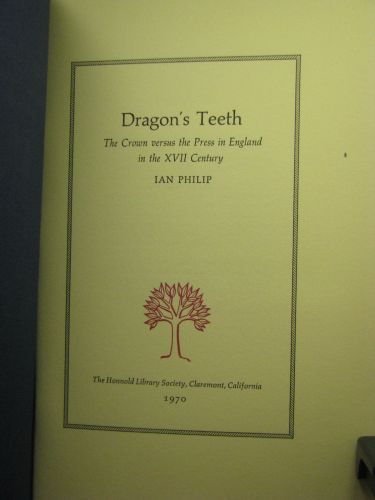 Dragon's Teeth
The Crown versus the Press in England
in the XVII Century
IAN PHILIP
The Honnold Library Society, Claremont, California
1970